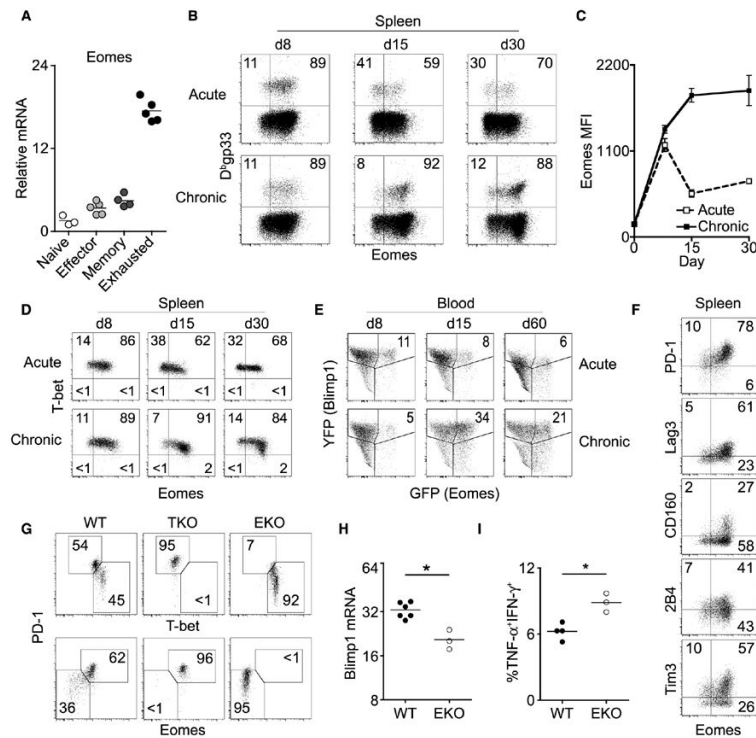 A
Eomes
Relative mRNA
24
12
0
Naive
Effector
Memory
Exhausted
B
Spleen
d8 d15 d30
Acute
11 89 41 59 30 70
Chronic
11 89 8 92 12 88
Dᵇgp33
Eomes
C
Eomes MFI
2200
1100
0
0 15 30
Day
Acute
Chronic
D
Spleen
d8 d15 d30
Acute
14 86 38 62 32 68
<1 <1 <1 <1 <1 <1
T-bet
Chronic
11 89 7 91 14 84
<1 <1 <1 2 <1 2
Eomes
E
Blood
d8 d15 d60
11 8 6
Acute
5 34 21
Chronic
YFP (Blimp1)
GFP (Eomes)
F
Spleen
PD-1
10 78
6
Lag3
5 61
23
CD160
2 27
58
2B4
7 41
43
Tim3
10 57
26
Eomes
G
WT TKO EKO
54 95 7
45 <1 92
T-bet
PD-1
62 96 <1
36 <1 95
Eomes
H
Blimp1 mRNA
64
32
16
8
*
WT EKO
I
%TNF-α⁺IFN-γ⁺
12
6
0
*
WT EKO